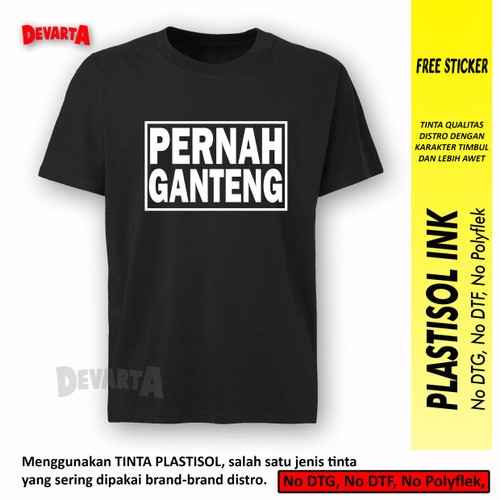 DEVARTA
FREE STICKER
TINTA QUALITAS
DISTRO DENGAN
KARAKTER TIMBUL
DAN LEBIH AWET
PERNAH
GANTENG
PLASTISOL INK
No DTG, No DTF, No Polyflek
DEVARTA
Menggunakan TINTA PLASTISOL, salah satu jenis tinta
yang sering dipakai brand-brand distro.
No DTG, No DTF, No Polyflek,